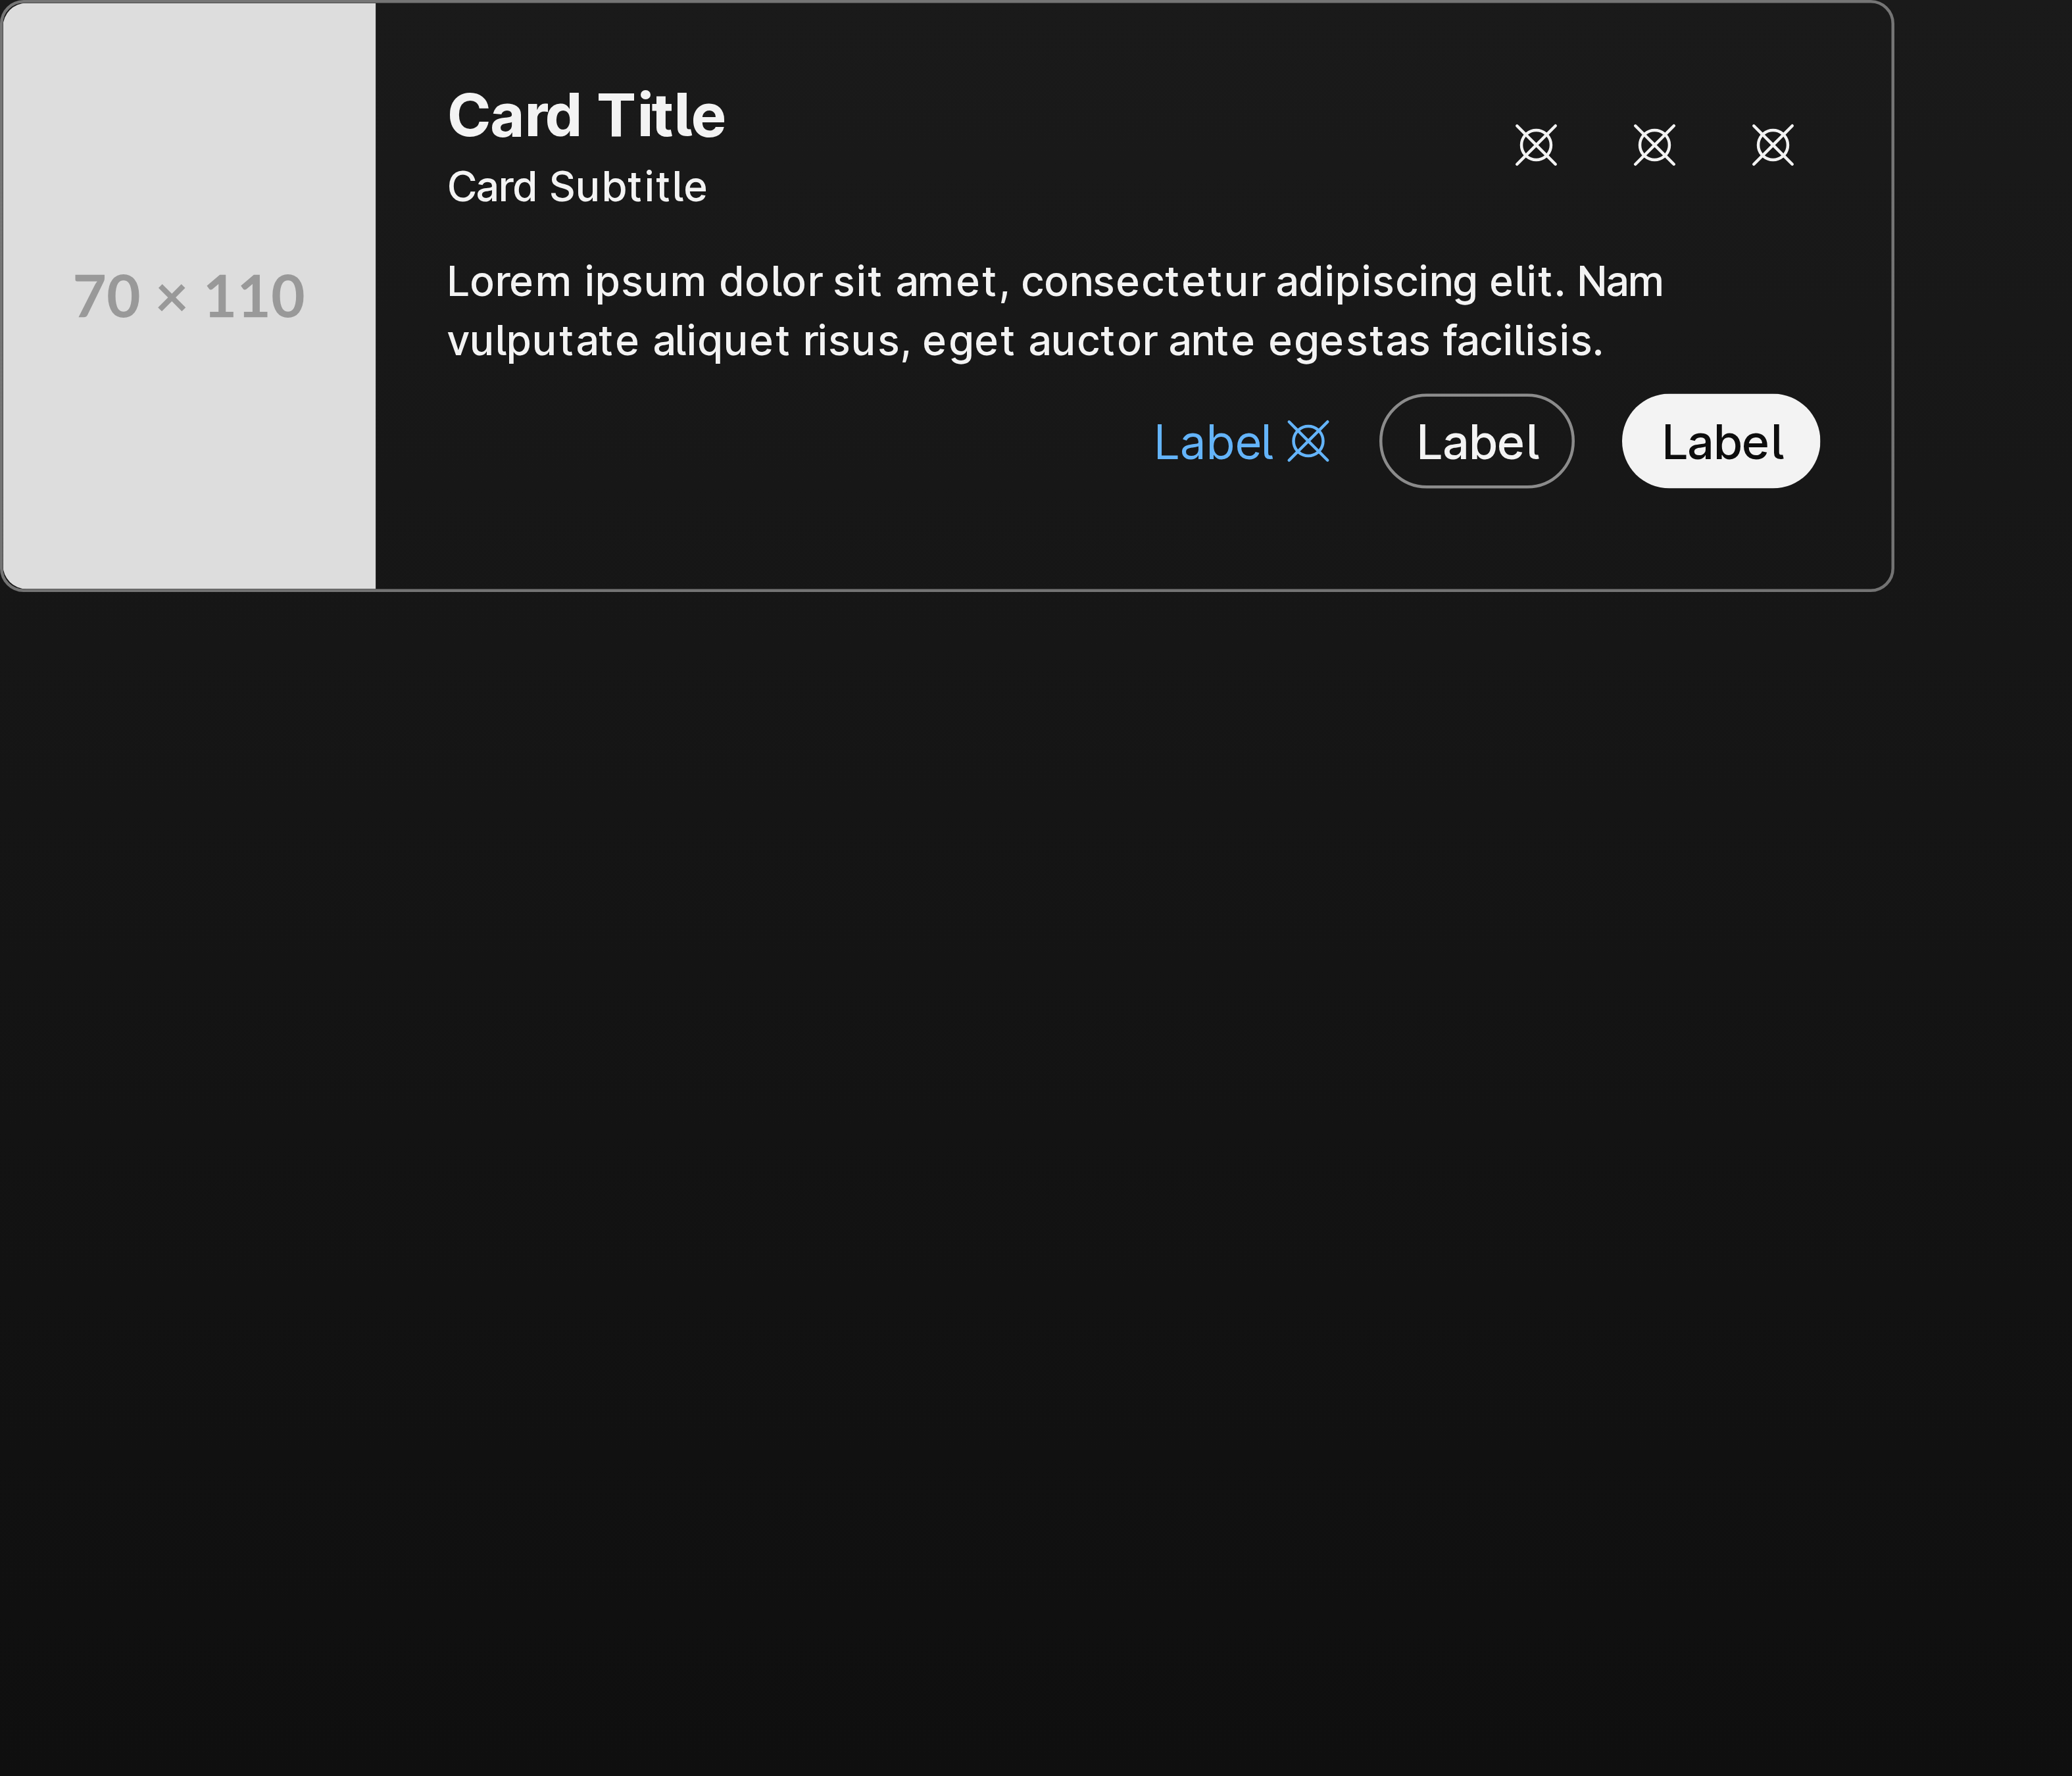 70 × 110
Card Title
Card Subtitle
Lorem ipsum dolor sit amet, consectetur adipiscing elit. Nam
vulputate aliquet risus, eget auctor ante egestas facilisis.
Label
Label
Label